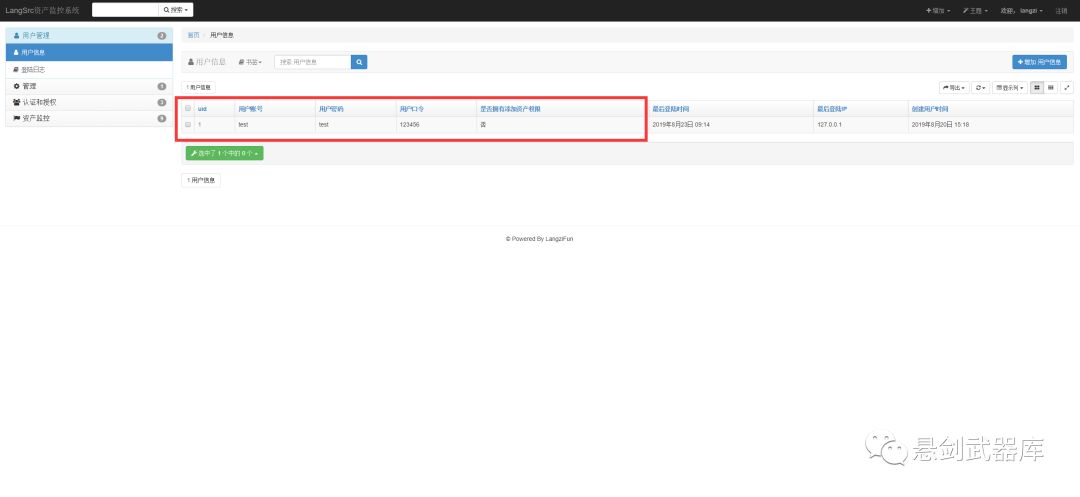 LangSrc资产监控系统 搜索 增加 主题 欢迎， langzi 注销
用户管理 2
用户信息
登陆日志
管理 1
认证和授权
资产监控
首页 / 用户信息
用户信息 书签 搜索 用户信息 增加 用户信息
1 用户信息 导出 显示列
uid 用户账号 用户密码 用户口令 是否拥有添加资产权限 最后登陆时间 最后登陆IP 创建用户时间
1 test test 123456 否 2019年8月23日 09:14 127.0.0.1 2019年8月20日 15:18
选中了 1 个中的 0 个
1 用户信息
© Powered By LangziFun
悬剑武器库